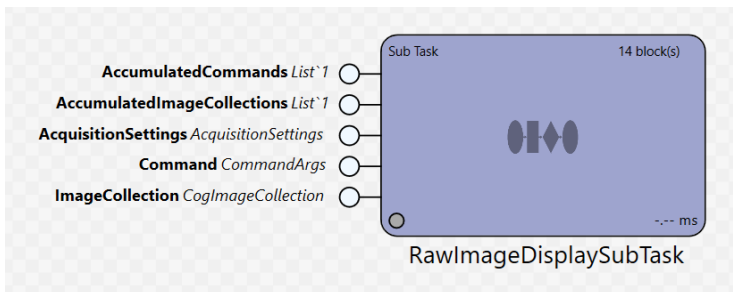 Sub Task 14 block(s)
AccumulatedCommands List`1
AccumulatedImageCollections List`1
AcquisitionSettings AcquisitionSettings
Command CommandArgs
ImageCollection CogImageCollection
-.-- ms
RawImageDisplaySubTask